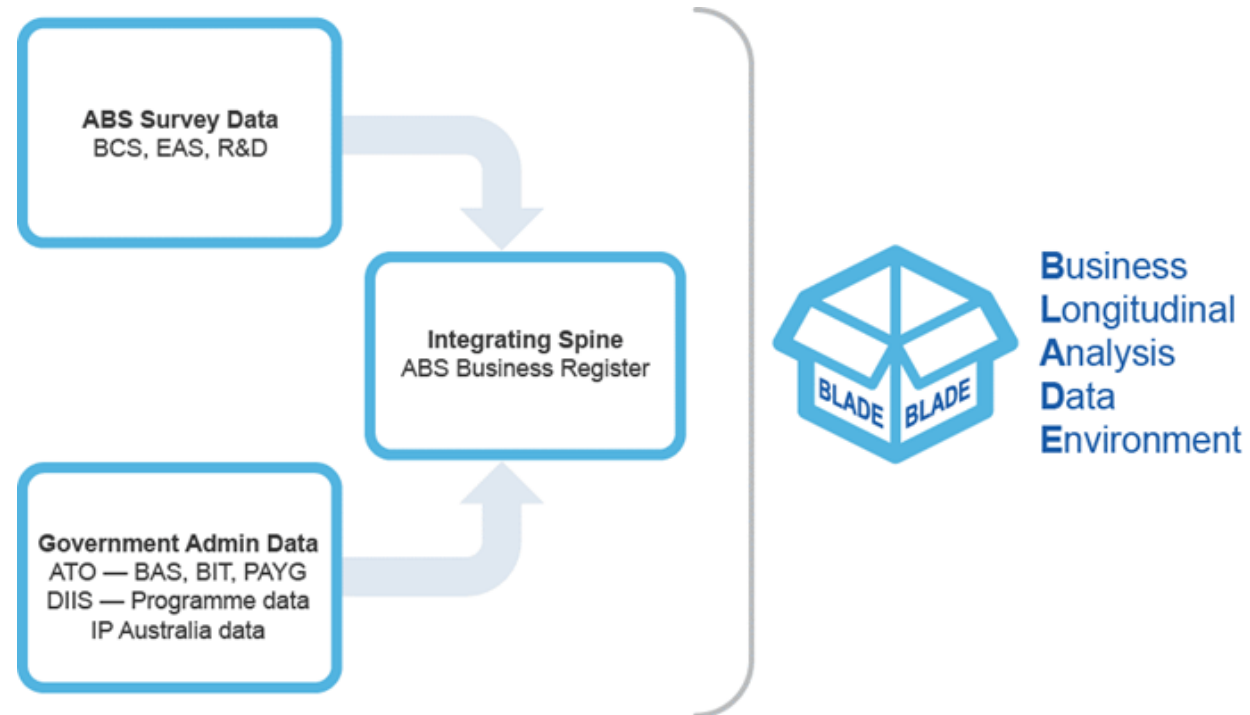 ABS Survey Data
BCS, EAS, R&D
Integrating Spine
ABS Business Register
Government Admin Data
ATO — BAS, BIT, PAYG
DIIS — Programme data
IP Australia data
BLADE BLADE
Business
Longitudinal
Analysis
Data
Environment